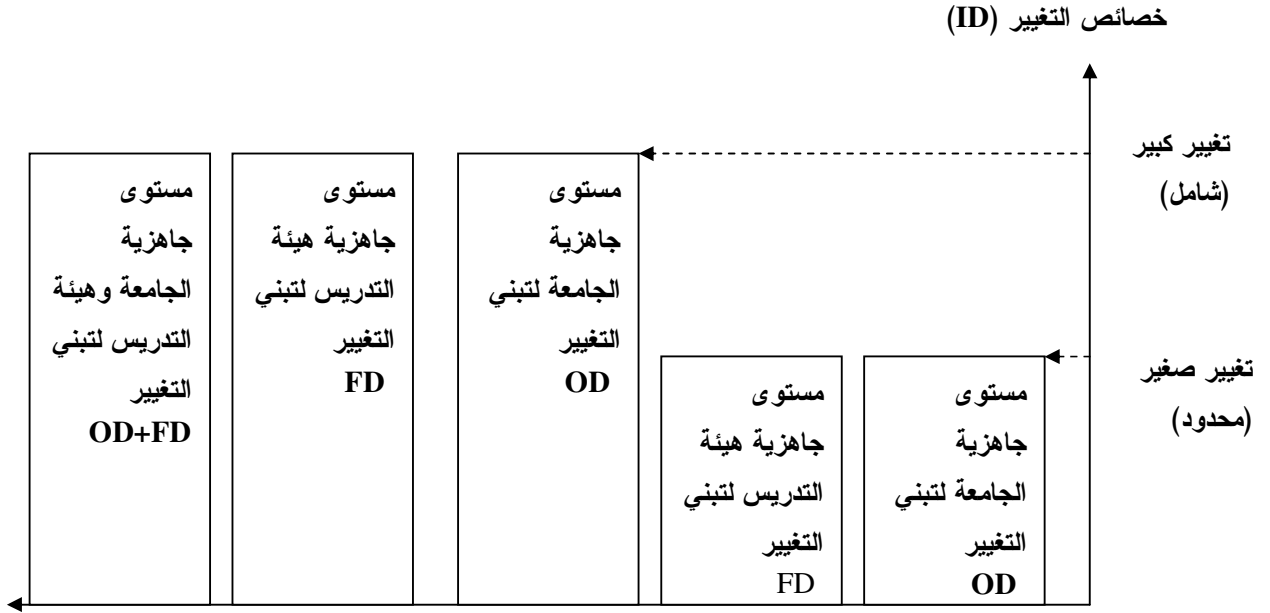 خصائص التغيير (ID)
تغيير كبير
(شامل)
تغيير صغير
(محدود)
مستوى
جاهزية
الجامعة لتبني
التغيير
OD
مستوى
جاهزية هيئة
التدريس لتبني
التغيير
FD
مستوى
جاهزية
الجامعة لتبني
التغيير
OD
مستوى
جاهزية هيئة
التدريس لتبني
التغيير
FD
مستوى
جاهزية
الجامعة وهيئة
التدريس لتبني
التغيير
OD+FD